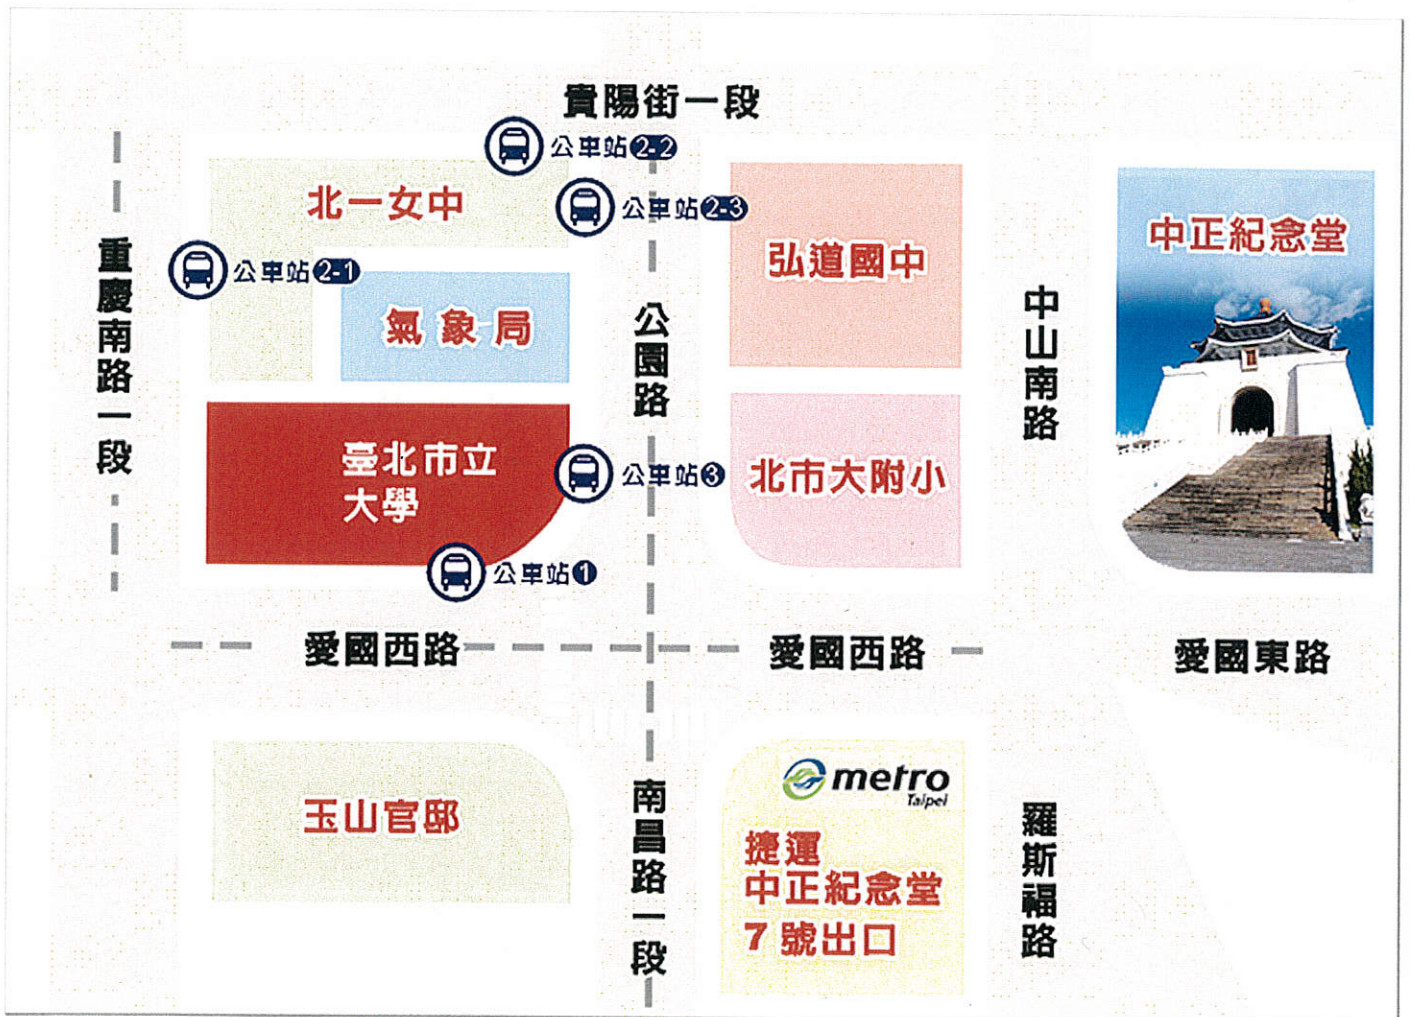 貴陽街一段
公車站2-2
北一女中
公車站2-3
中正紀念堂
重慶南路一段
公車站2-1
弘道國中
氣象局
公園路
中山南路
臺北市立
大學
公車站3
北市大附小
公車站1
愛國西路
愛國西路
愛國東路
玉山官邸
南昌路一段
metro
Taipei
捷運
中正紀念堂
7號出口
羅斯福路